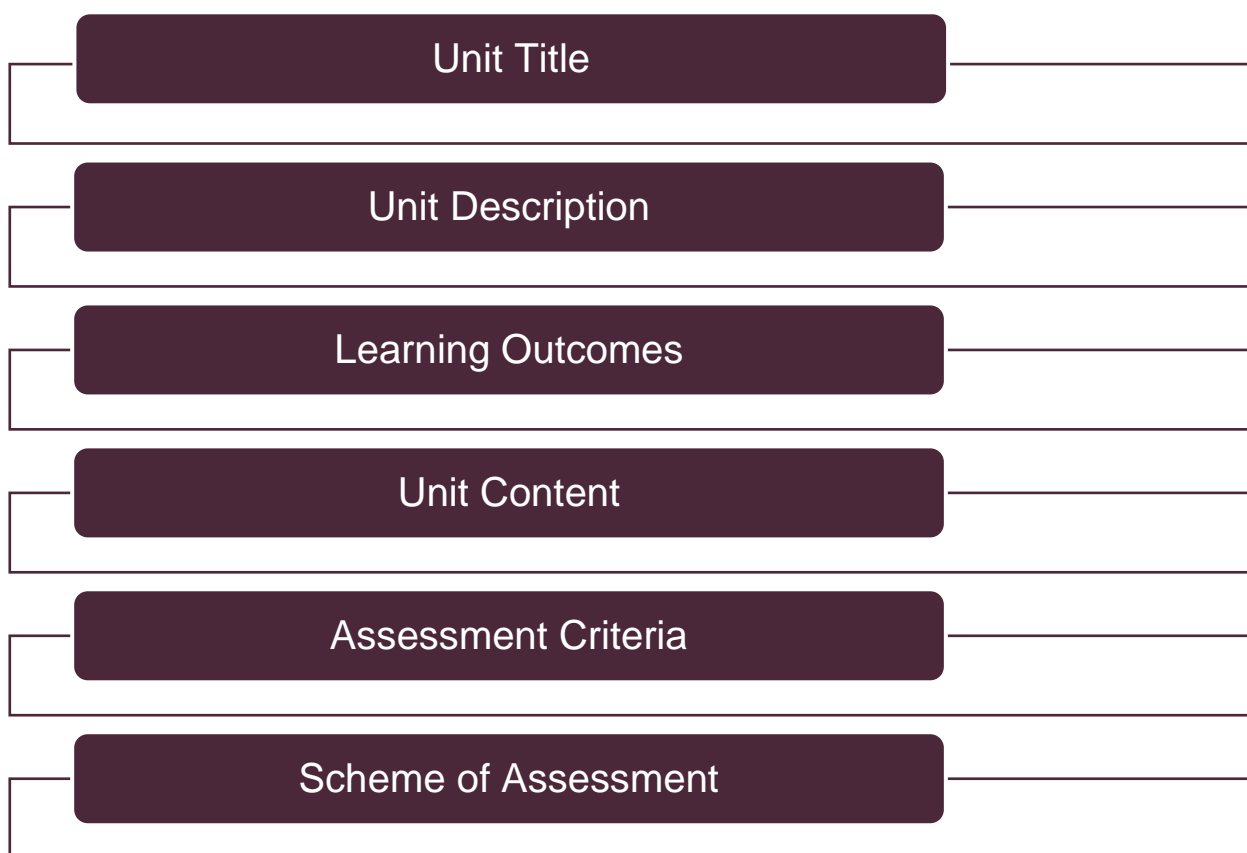 Unit Title
Unit Description
Learning Outcomes
Unit Content
Assessment Criteria
Scheme of Assessment